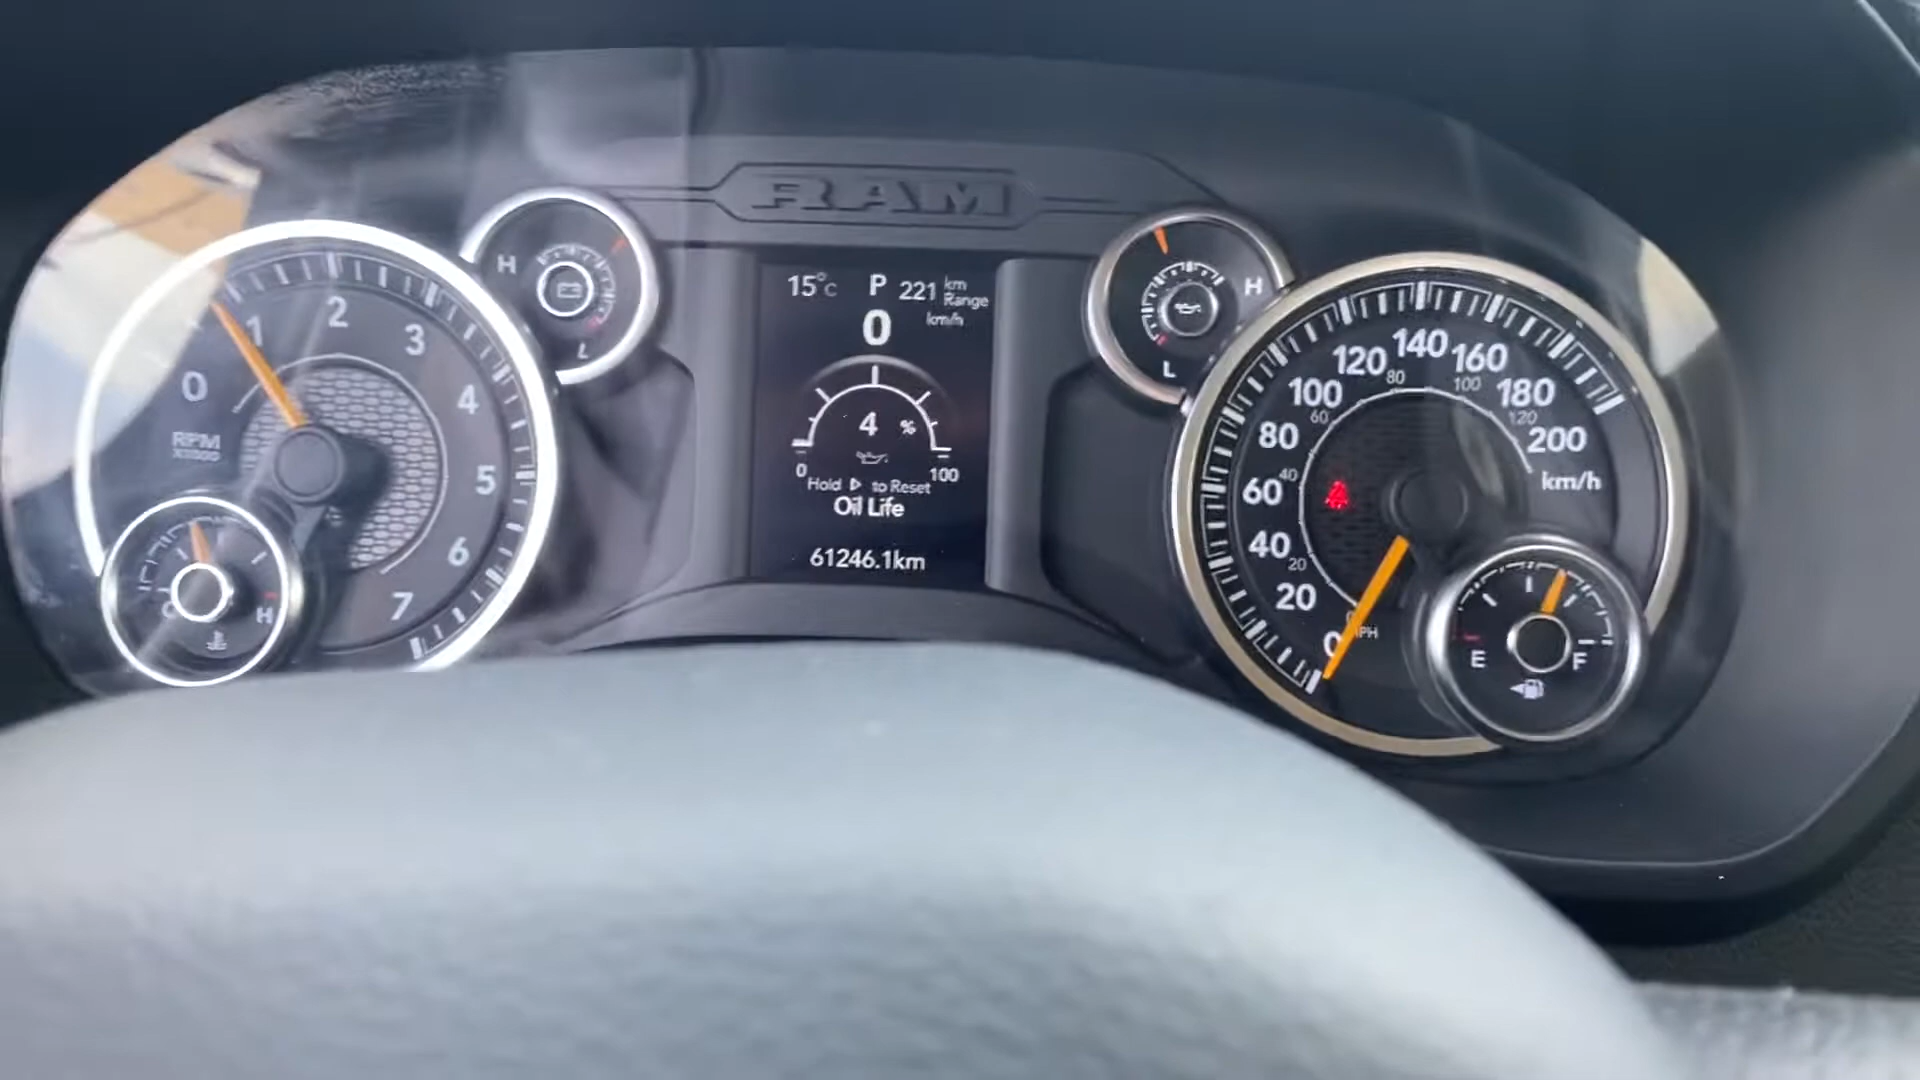 RAM
15°C P 221 km Range
0 km/h
4 %
0 100
Hold ▷ to Reset
Oil Life
61246.1km
0 1 2 3 4 5 6 7
RPM
X1000
H
L
H
L
H
0 20 40 60 80 100 120 140 160 180 200
km/h
20 40 60 80 100 120
E F